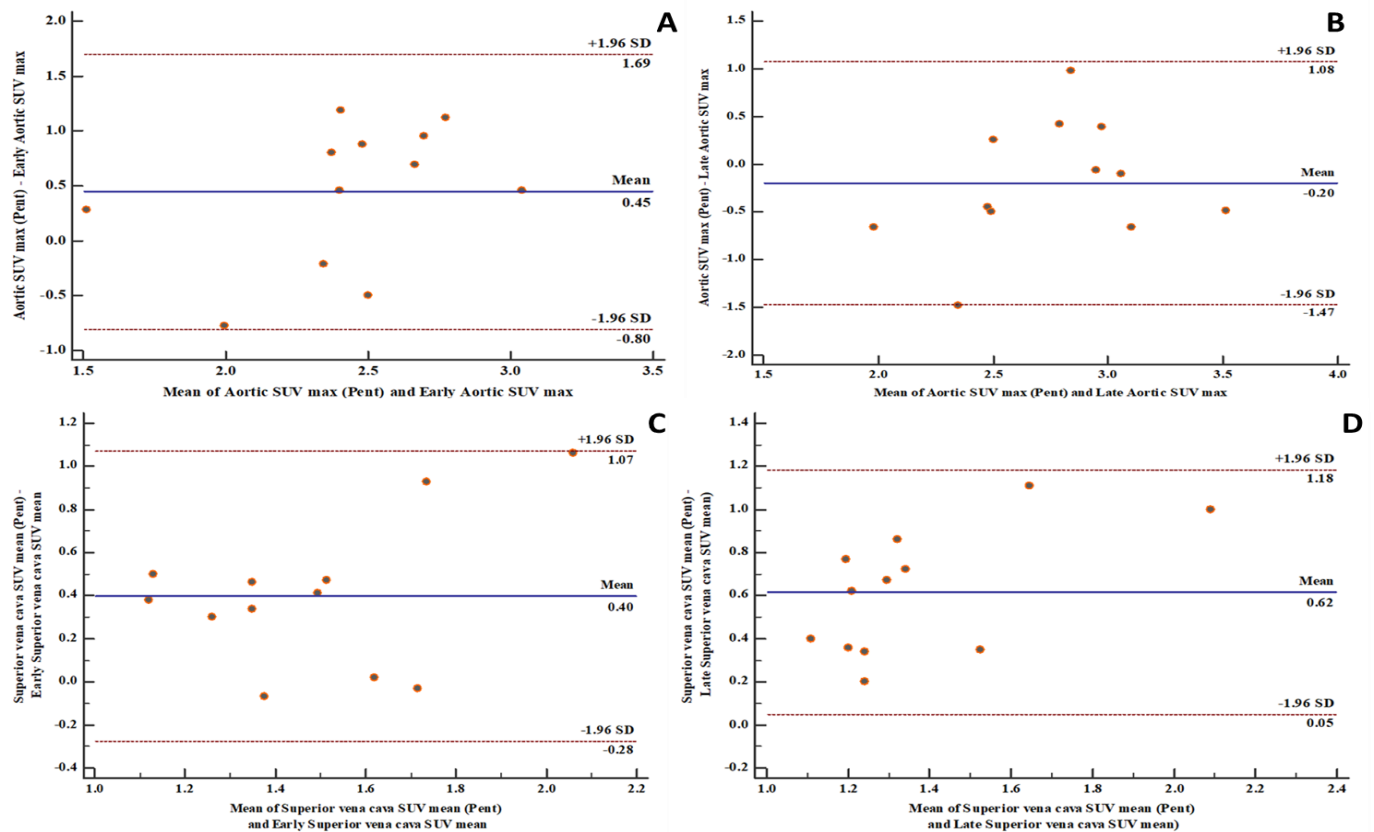 A
2.0
1.5
1.0
0.5
0.0
-0.5
-1.0
+1.96 SD
1.69
Mean
0.45
-1.96 SD
-0.80
1.5
2.0
2.5
3.0
3.5
Aortic SUV max (Pent) - Early Aortic SUV max
Mean of Aortic SUV max (Pent) and Early Aortic SUV max
B
1.5
1.0
0.5
0.0
-0.5
-1.0
-1.5
-2.0
+1.96 SD
1.08
Mean
-0.20
-1.96 SD
-1.47
1.5
2.0
2.5
3.0
3.5
4.0
Aortic SUV max (Pent) - Late Aortic SUV max
Mean of Aortic SUV max (Pent) and Late Aortic SUV max
C
1.2
1.0
0.8
0.6
0.4
0.2
0.0
-0.2
-0.4
+1.96 SD
1.07
Mean
0.40
-1.96 SD
-0.28
1.0
1.2
1.4
1.6
1.8
2.0
2.2
Superior vena cava SUV mean (Pent) -
Early Superior vena cava SUV mean
Mean of Superior vena cava SUV mean (Pent)
and Early Superior vena cava SUV mean
D
1.4
1.2
1.0
0.8
0.6
0.4
0.2
0.0
-0.2
+1.96 SD
1.18
Mean
0.62
-1.96 SD
0.05
1.0
1.2
1.4
1.6
1.8
2.0
2.2
2.4
Superior vena cava SUV mean (Pent) -
Late Superior vena cava SUV mean)
Mean of Superior vena cava SUV mean (Pent)
and Late Superior vena cava SUV mean)